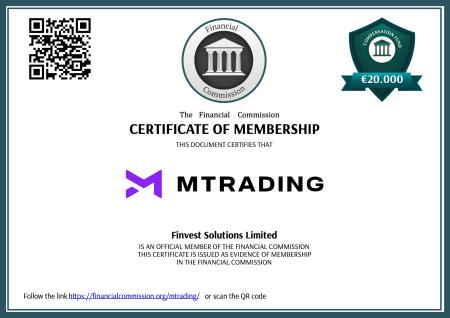 Financial
Commission
COMPENSATION FUND
€20.000
The Financial Commission
CERTIFICATE OF MEMBERSHIP
THIS DOCUMENT CERTIFIES THAT
MTRADING
Finvest Solutions Limited
IS AN OFFICIAL MEMBER OF THE FINANCIAL COMMISSION
THIS CERTIFICATE IS ISSUED AS EVIDENCE OF MEMBERSHIP
IN THE FINANCIAL COMMISSION
Follow the link https://financialcommission.org/mtrading/ or scan the QR code